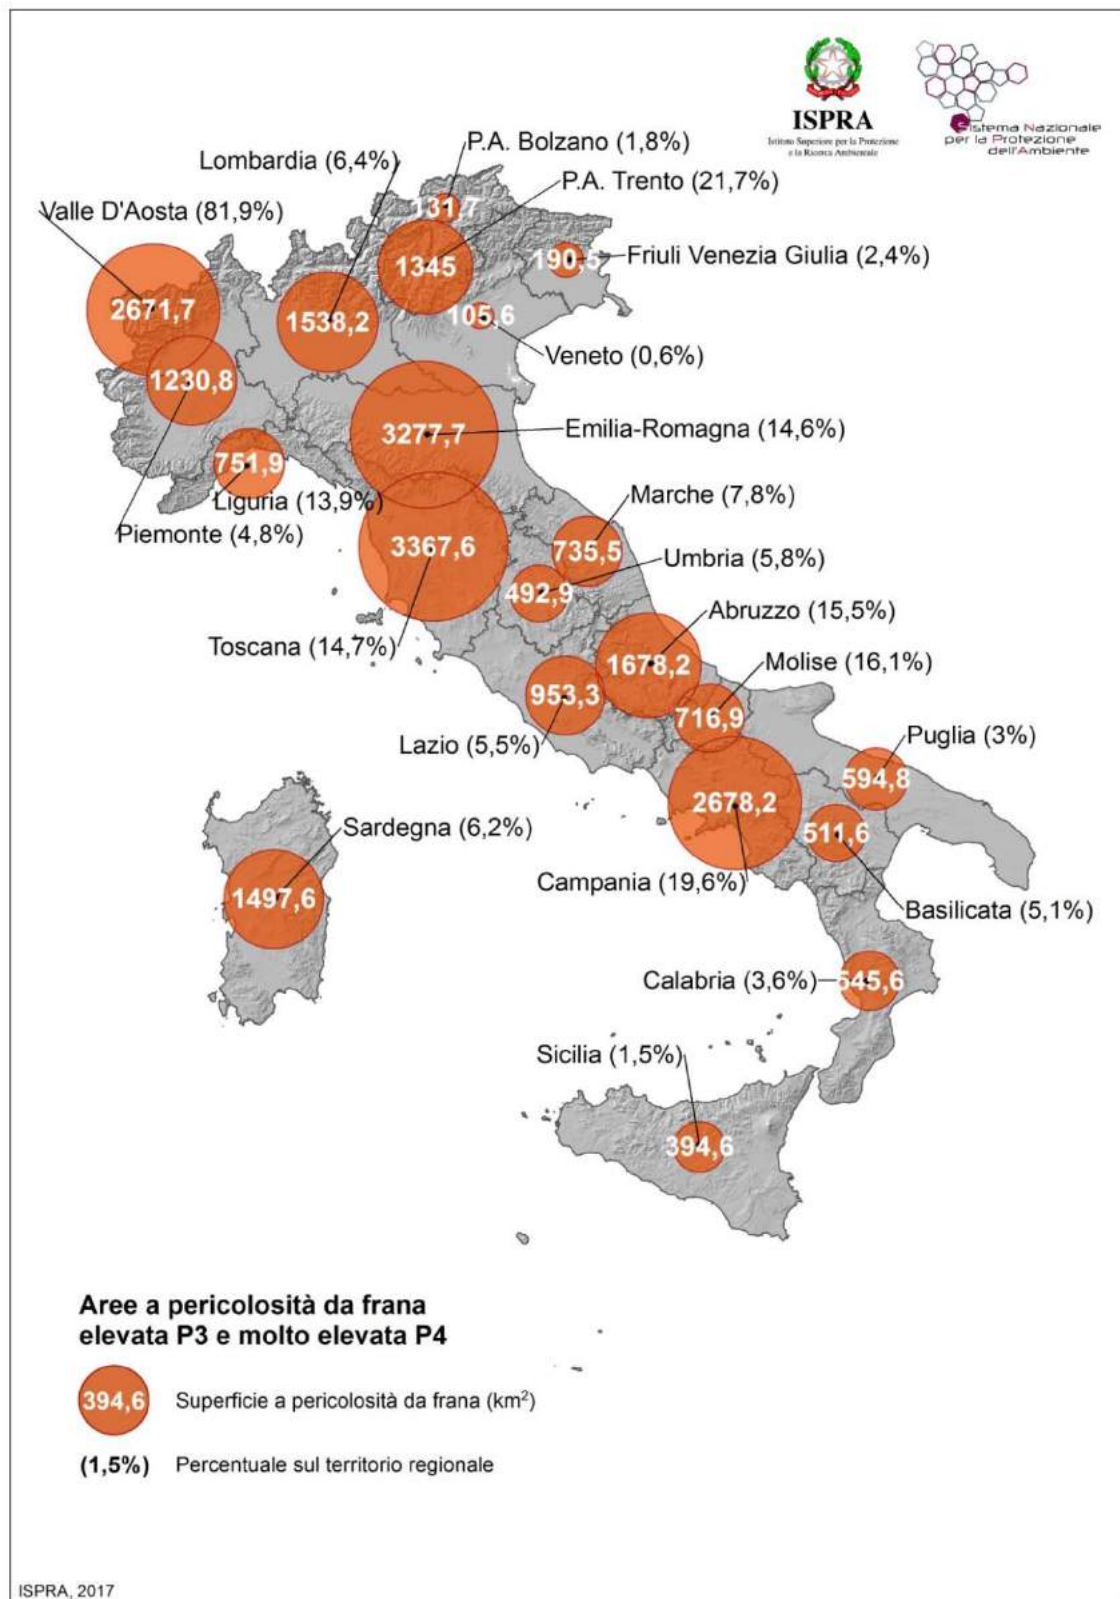 ISPRA
Istituto Superiore per la Protezione
e la Ricerca Ambientale
Sistema Nazionale
per la Protezione
dell'Ambiente
P.A. Bolzano (1,8%)
Lombardia (6,4%)
P.A. Trento (21,7%)
Valle D'Aosta (81,9%)
131,7
1345
190,5
Friuli Venezia Giulia (2,4%)
2671,7
1538,2
105,6
Veneto (0,6%)
1230,8
3277,7
Emilia-Romagna (14,6%)
751,9
Liguria (13,9%)
Marche (7,8%)
Piemonte (4,8%)
3367,6
735,5
Umbria (5,8%)
492,9
Abruzzo (15,5%)
Toscana (14,7%)
1678,2
Molise (16,1%)
953,3
716,9
Lazio (5,5%)
Puglia (3%)
594,8
2678,2
Sardegna (6,2%)
511,6
Campania (19,6%)
1497,6
Basilicata (5,1%)
Calabria (3,6%)
545,6
Sicilia (1,5%)
394,6
Aree a pericolosità da frana
elevata P3 e molto elevata P4
394,6 Superficie a pericolosità da frana (km²)
(1,5%) Percentuale sul territorio regionale
ISPRA, 2017